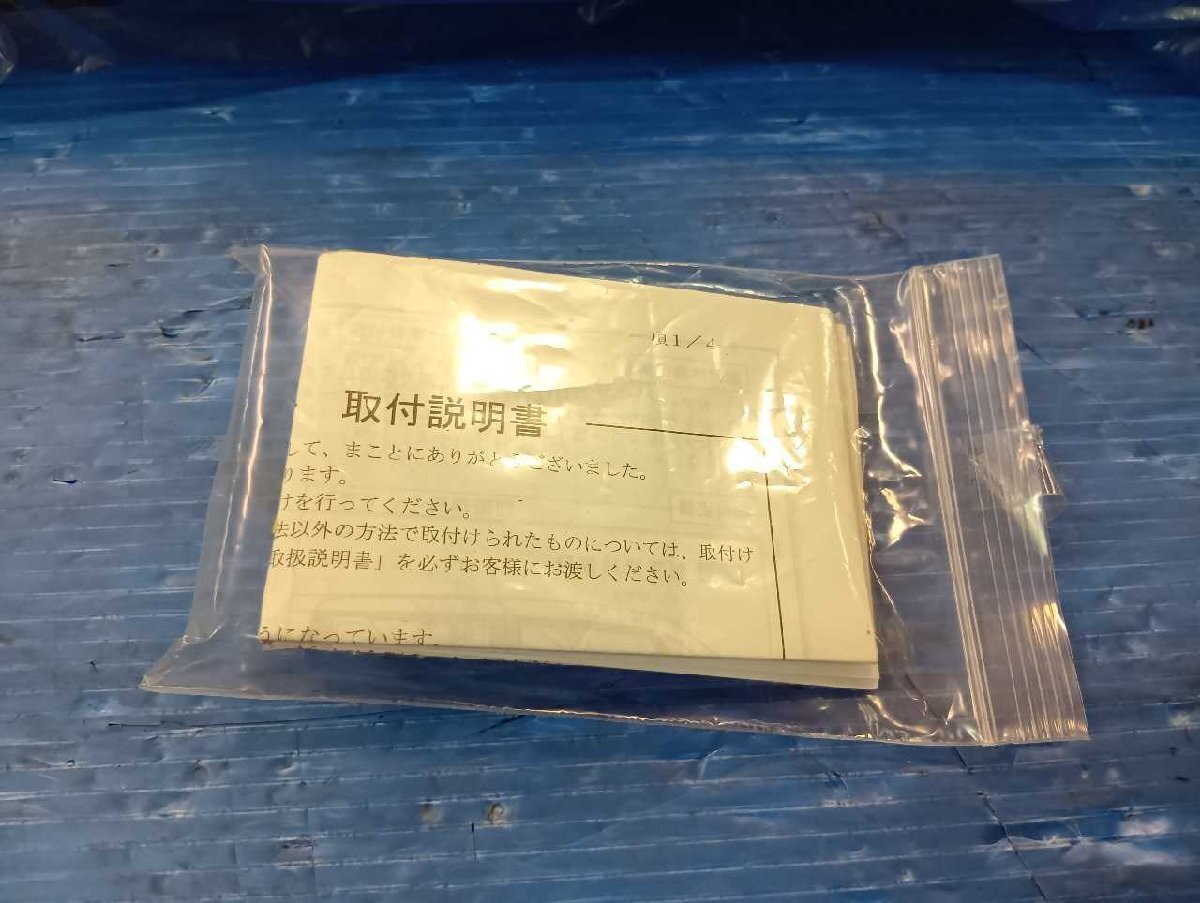 項1／4
取付説明書
して、まことにありがとうございました。
ります。
けを行ってください。
法以外の方法で取付けられたものについては、取付け
取扱説明書」を必ずお客様にお渡しください。
うになっています